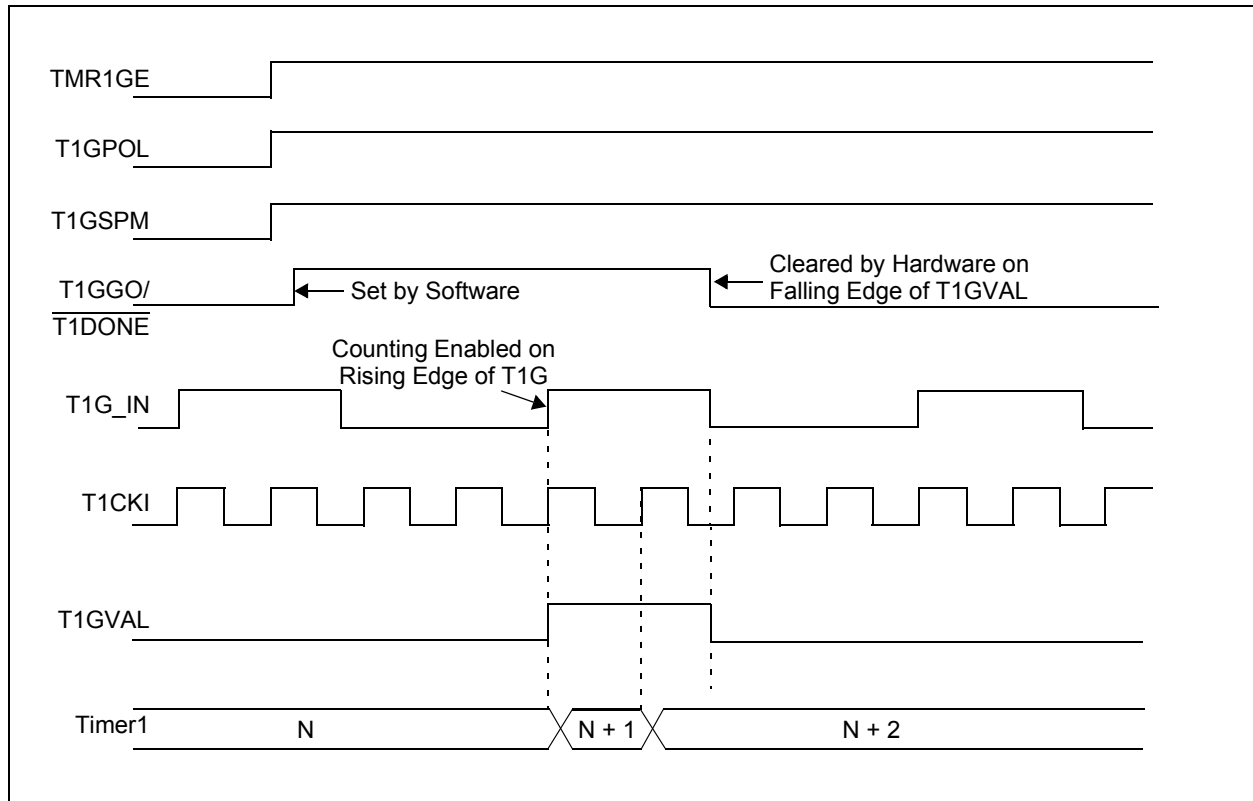 TMR1GE
T1GPOL
T1GSPM
T1GGO/
T1DONE
Set by Software
Cleared by Hardware on
Falling Edge of T1GVAL
Counting Enabled on
Rising Edge of T1G
T1G_IN
T1CKI
T1GVAL
Timer1
N
N + 1
N + 2